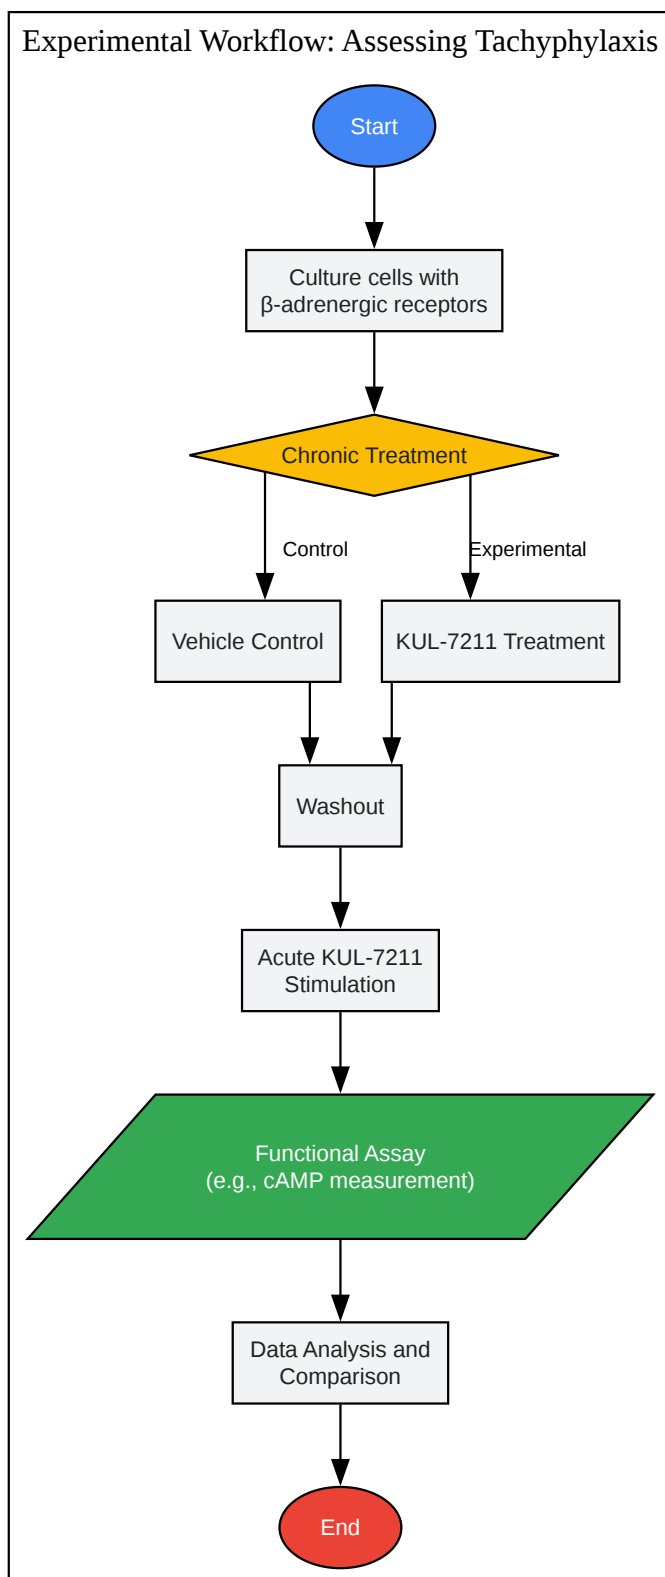 Experimental Workflow: Assessing Tachyphylaxis
Start
Culture cells with
β-adrenergic receptors
Chronic Treatment
Control
Experimental
Vehicle Control
KUL-7211 Treatment
Washout
Acute KUL-7211
Stimulation
Functional Assay
(e.g., cAMP measurement)
Data Analysis and
Comparison
End